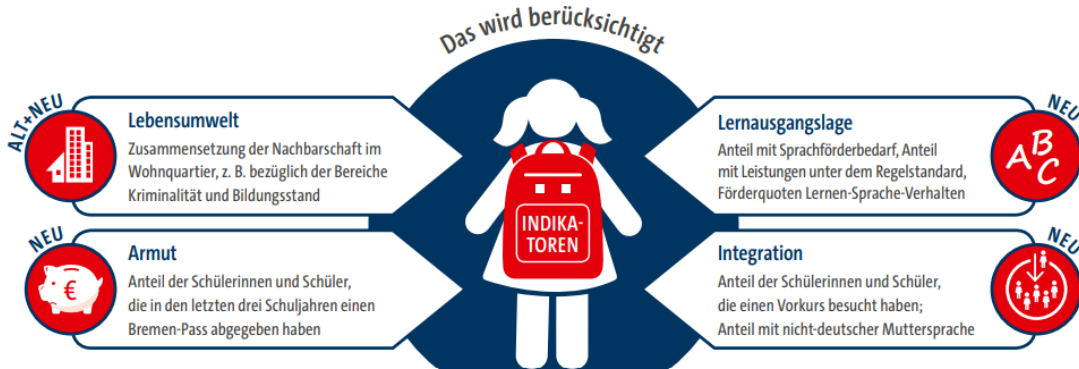 Das wird berücksichtigt
ALT+NEU
Lebensumwelt
Zusammensetzung der Nachbarschaft im
Wohnquartier, z. B. bezüglich der Bereiche
Kriminalität und Bildungsstand
NEU
Armut
Anteil der Schülerinnen und Schüler,
die in den letzten drei Schuljahren einen
Bremen-Pass abgegeben haben
€
INDIKA-
TOREN
NEU
Lernausgangslage
Anteil mit Sprachförderbedarf, Anteil
mit Leistungen unter dem Regelstandard,
Förderquoten Lernen-Sprache-Verhalten
ABC
NEU
Integration
Anteil der Schülerinnen und Schüler,
die einen Vorkurs besucht haben;
Anteil mit nicht-deutscher Muttersprache